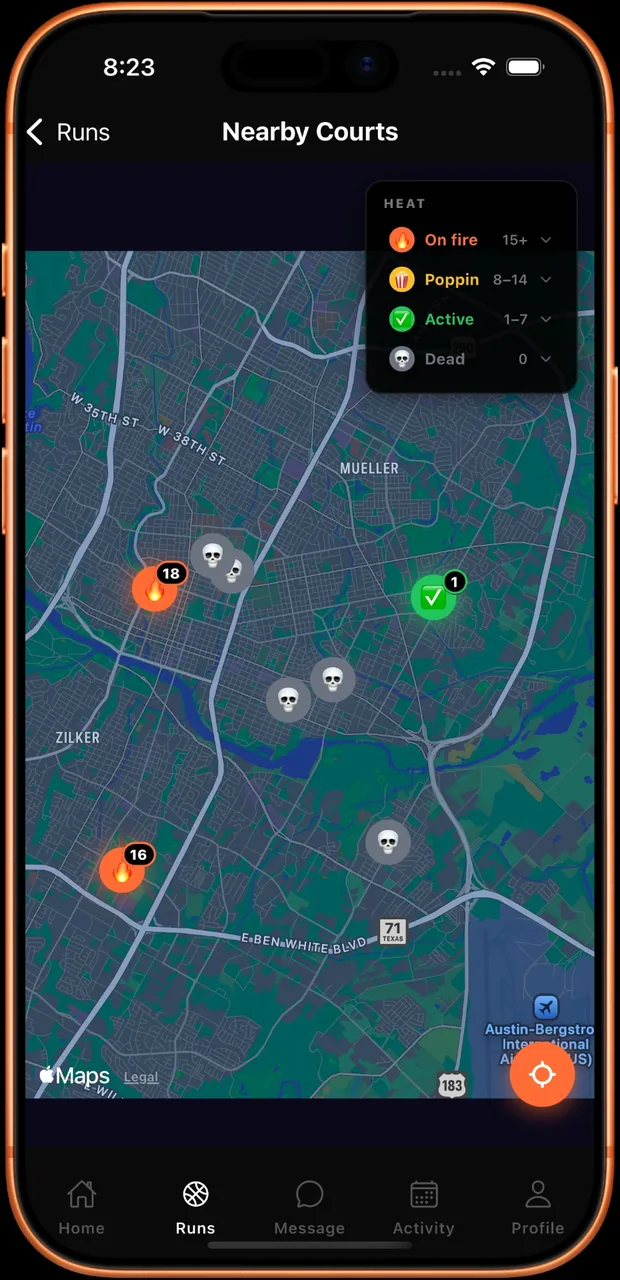 8:23
Runs
Nearby Courts
HEAT
On fire 15+
Poppin 8–14
Active 1–7
Dead 0
W 35TH ST
W 38TH ST
MUELLER
18
1
ZILKER
16
71
TEXAS
E BEN WHITE BLVD
Austin-Bergstro
International
Maps
Legal
183
Home
Runs
Message
Activity
Profile